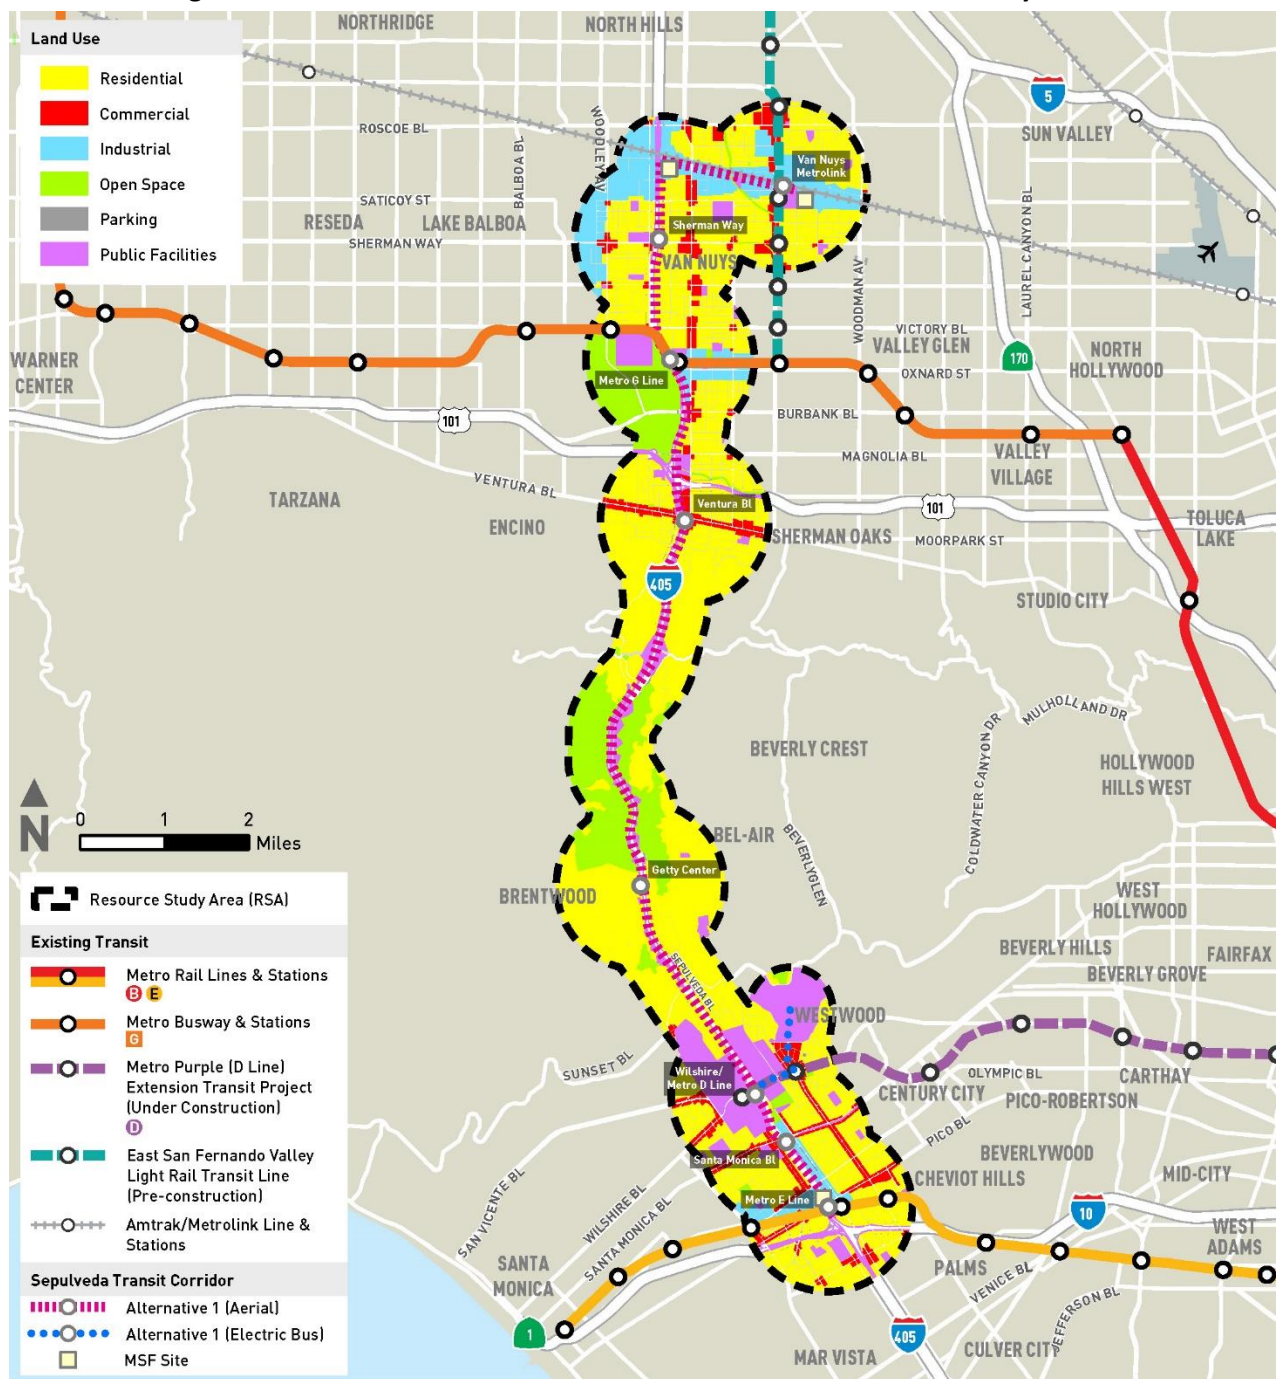 NORTHRIDGE
NORTH HILLS
Land Use
Residential
Commercial
Industrial
Open Space
Parking
Public Facilities
5
SUN VALLEY
ROSCOE BL
WOODLEY AV
BALBOA BL
Van Nuys
Metrolink
SATICOY ST
RESEDA
LAKE BALBOA
SHERMAN WAY
Sherman Way
VAN NUYS
LAUREL CANYON BL
WOODMAN AV
VICTORY BL
VALLEY GLEN
170
NORTH
HOLLYWOOD
WARNER
CENTER
Metro G Line
OXNARD ST
101
BURBANK BL
MAGNOLIA BL
VALLEY
VILLAGE
TARZANA
VENTURA BL
Ventura Bl
101
ENCINO
SHERMAN OAKS
MOORPARK ST
TOLUCA
LAKE
405
STUDIO CITY
MULHOLLAND DR
COLDWATER CANYON DR
BEVERLY CREST
HOLLYWOOD
HILLS WEST
N
0 1 2
Miles
BEL-AIR
BEVERLYGLEN
Getty Center
BRENTWOOD
WEST
HOLLYWOOD
BEVERLY HILLS
FAIRFAX
BEVERLY GROVE
SEPULVEDA BL
WESTWOOD
SUNSET BL
Wilshire/
Metro D Line
OLYMPIC BL
CENTURY CITY
CARTHAY
PICO-ROBERTSON
PICO BL
Santa Monica Bl
BEVERLYWOOD
CHEVIOT HILLS
MID-CITY
Metro E Line
SAN VICENTE BL
WILSHIRE BL
SANTA MONICA BL
10
WEST
ADAMS
SANTA
MONICA
PALMS
VENICE BL
JEFFERSON BL
1
405
CULVER CITY
MAR VISTA
Resource Study Area (RSA)
Existing Transit
Metro Rail Lines & Stations
B E
Metro Busway & Stations
G
Metro Purple (D Line)
Extension Transit Project
(Under Construction)
D
East San Fernando Valley
Light Rail Transit Line
(Pre-construction)
Amtrak/Metrolink Line &
Stations
Sepulveda Transit Corridor
Alternative 1 (Aerial)
Alternative 1 (Electric Bus)
MSF Site